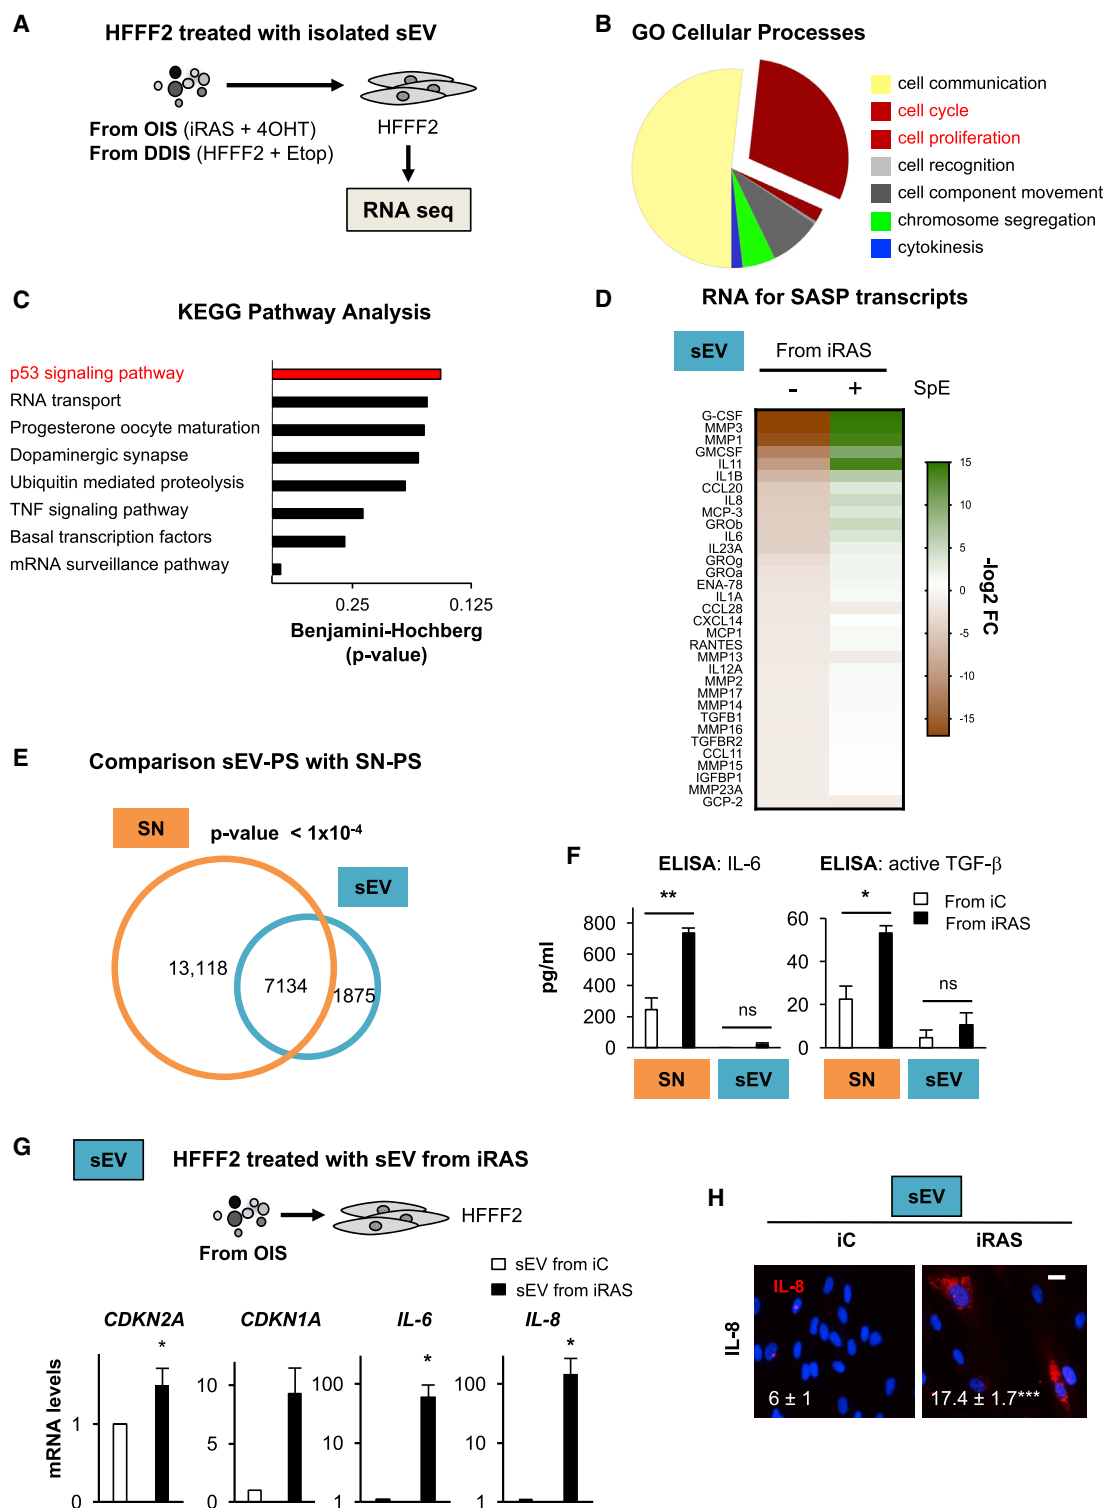 A
HFFF2 treated with isolated sEV
From OIS (iRAS + 4OHT)
From DDIS (HFFF2 + Etop)
HFFF2
RNA seq
B
GO Cellular Processes
cell communication
cell cycle
cell proliferation
cell recognition
cell component movement
chromosome segregation
cytokinesis
C
KEGG Pathway Analysis
p53 signaling pathway
RNA transport
Progesterone oocyte maturation
Dopaminergic synapse
Ubiquitin mediated proteolysis
TNF signaling pathway
Basal transcription factors
mRNA surveillance pathway
0.25 0.125
Benjamini-Hochberg
(p-value)
D
RNA for SASP transcripts
sEV
From iRAS
- + SpE
G-CSF
MMP3
MMP1
GMCSF
IL11
IL1B
CCL20
IL8
MCP-3
GROb
IL6
IL23A
GROg
GROa
ENA-78
IL1A
CCL28
CXCL14
MCP1
RANTES
MMP13
IL12A
MMP2
MMP17
MMP14
TGFB1
MMP16
TGFBR2
CCL11
MMP15
IGFBP1
MMP23A
GCP-2
15
10
5
0
-5
-10
-15
-log2 FC
E
Comparison sEV-PS with SN-PS
SN
p-value < 1x10⁻⁴
sEV
13,118
7134
1875
F
ELISA: IL-6
**
800
600
400
200
0
pg/ml
ns
SN sEV
ELISA: active TGF-β
From iC
From iRAS
*
60
40
20
0
ns
SN sEV
G
sEV
HFFF2 treated with sEV from iRAS
From OIS
HFFF2
sEV from iC
sEV from iRAS
mRNA levels
CDKN2A
*
1
0
CDKN1A
10
5
0
IL-6
*
100
10
1
IL-8
*
100
10
1
H
sEV
iC iRAS
IL-8
IL-8
6 ± 1
17.4 ± 1.7***